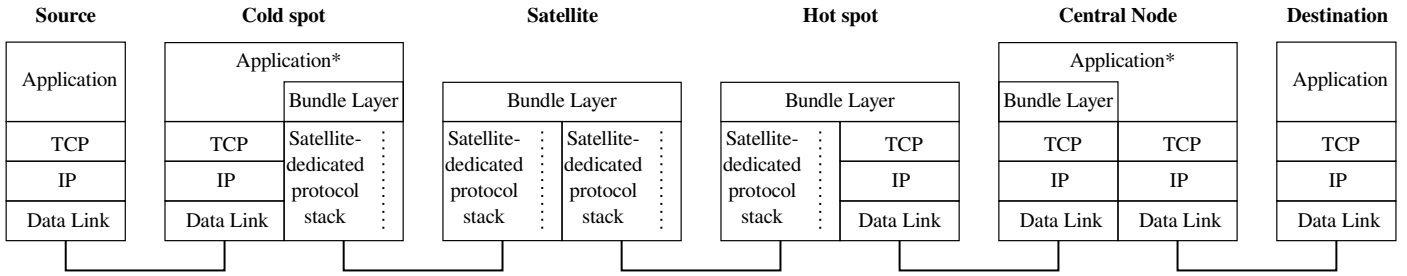 Source
Cold spot
Satellite
Hot spot
Central Node
Destination
Application
TCP
IP
Data Link
Application*
Bundle Layer
TCP
IP
Data Link
Satellite-
dedicated
protocol
stack
Bundle Layer
Satellite-
dedicated
protocol
stack
Satellite-
dedicated
protocol
stack
Bundle Layer
Satellite-
dedicated
protocol
stack
TCP
IP
Data Link
Application*
Bundle Layer
TCP
IP
Data Link
TCP
IP
Data Link
Application
TCP
IP
Data Link